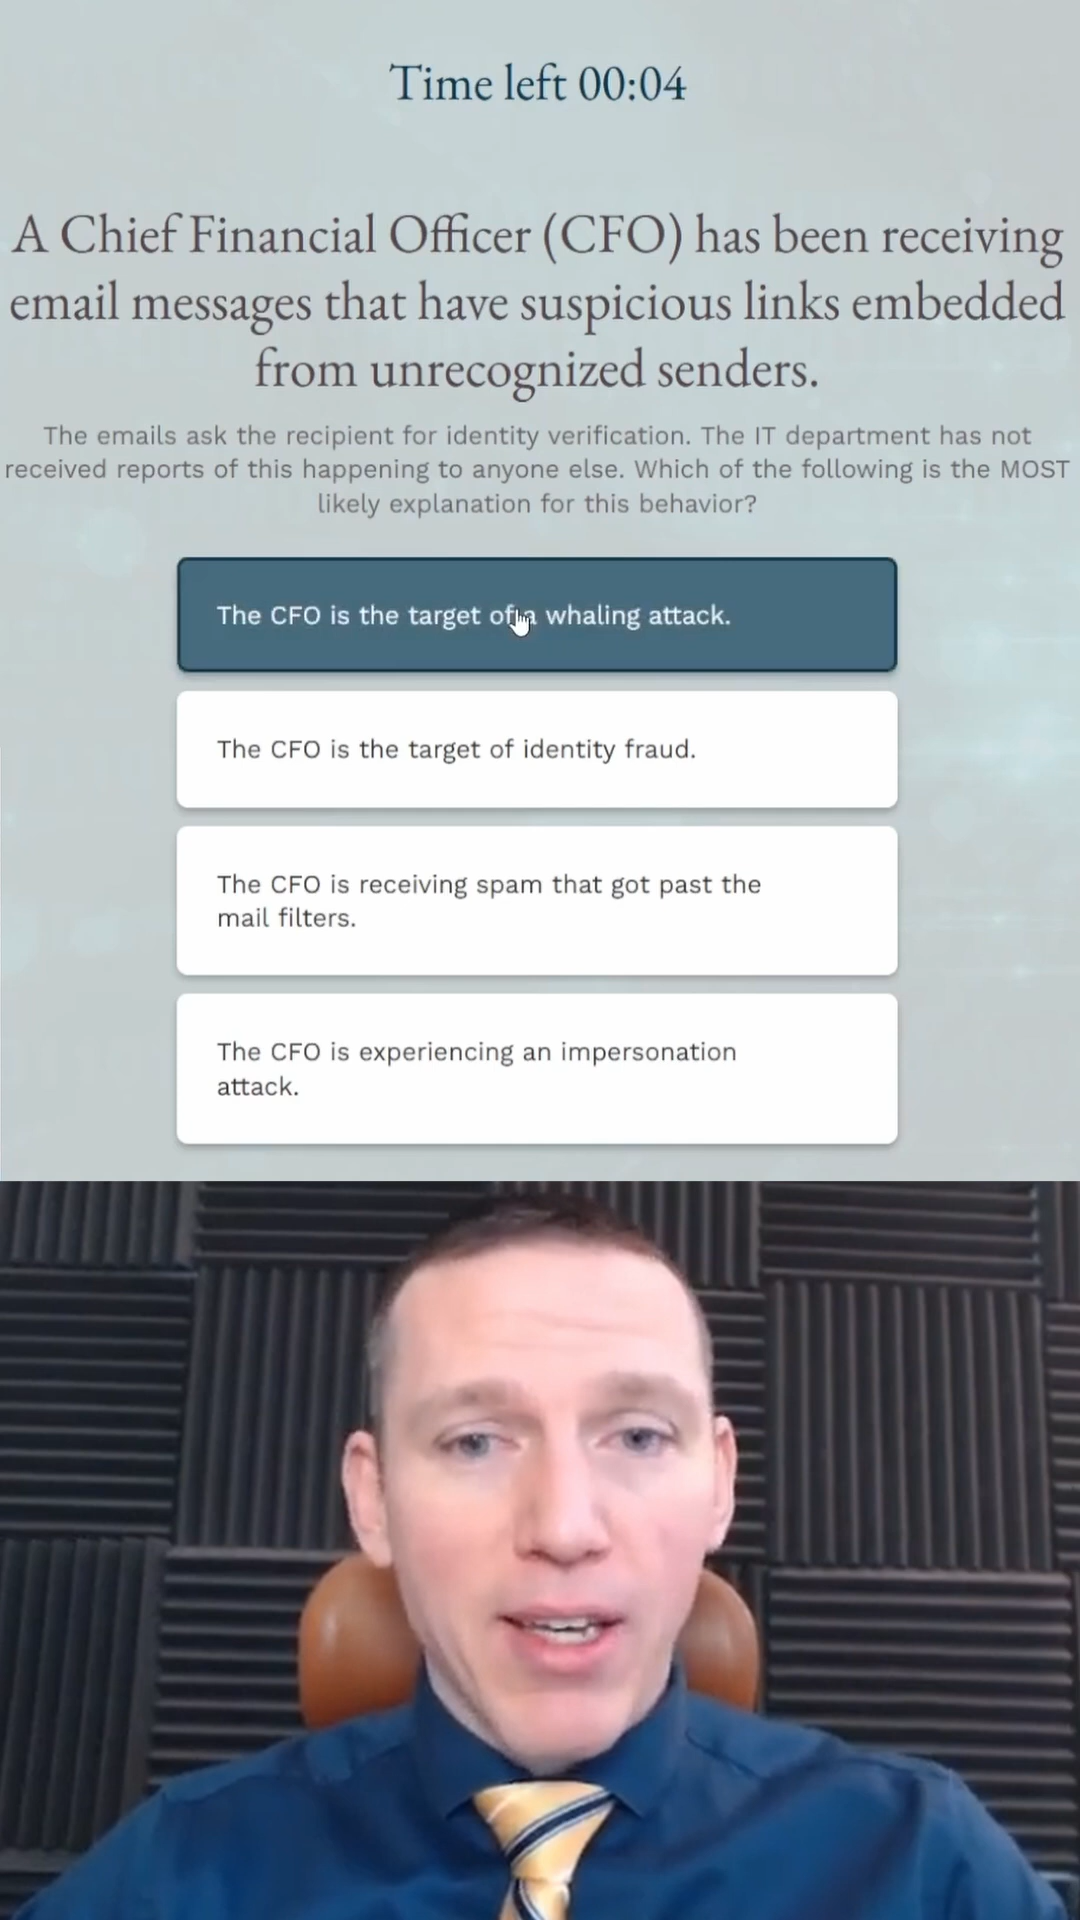 Time left 00:04
A Chief Financial Officer (CFO) has been receiving
email messages that have suspicious links embedded
from unrecognized senders.
The emails ask the recipient for identity verification. The IT department has not
received reports of this happening to anyone else. Which of the following is the MOST
likely explanation for this behavior?
The CFO is the target of a whaling attack.
The CFO is the target of identity fraud.
The CFO is receiving spam that got past the
mail filters.
The CFO is experiencing an impersonation
attack.